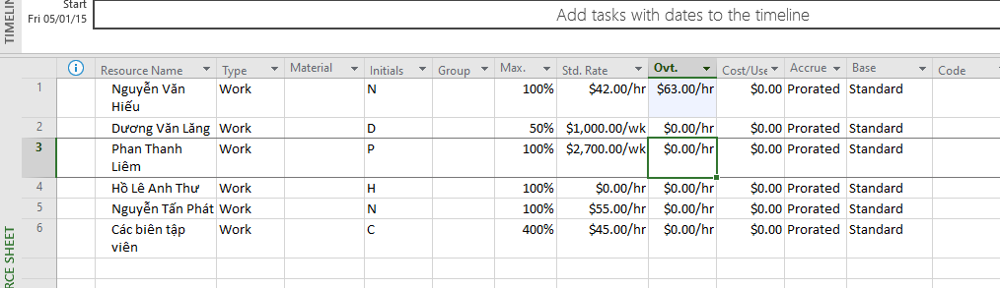 Start
Fri 05/01/15
Add tasks with dates to the timeline
TIMELIN
Resource Name Type Material Initials Group Max. Std. Rate Ovt. Cost/Use Accrue Base Code
1 Nguyễn Văn Hiếu Work N 100% $42.00/hr $63.00/hr $0.00 Prorated Standard
2 Dương Văn Lăng Work D 50% $1,000.00/wk $0.00/hr $0.00 Prorated Standard
3 Phan Thanh Liêm Work P 100% $2,700.00/wk $0.00/hr $0.00 Prorated Standard
4 Hồ Lê Anh Thư Work H 100% $0.00/hr $0.00/hr $0.00 Prorated Standard
5 Nguyễn Tấn Phát Work N 100% $55.00/hr $0.00/hr $0.00 Prorated Standard
6 Các biên tập viên Work C 400% $45.00/hr $0.00/hr $0.00 Prorated Standard
RCE SHEET